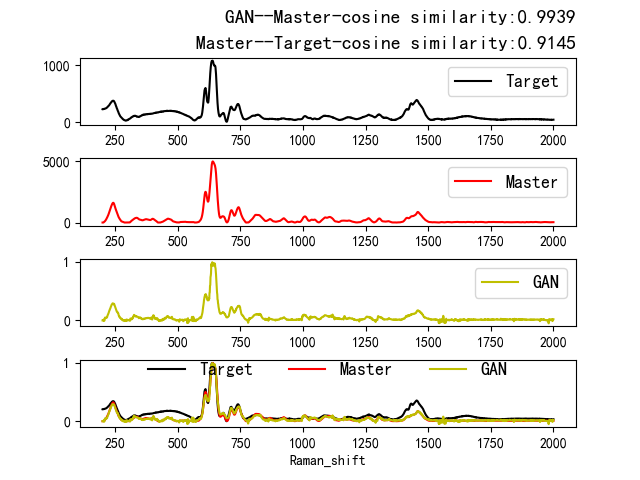 GAN--Master-cosine similarity:0.9939
Master--Target-cosine similarity:0.9145
1000
0
Target
250 500 750 1000 1250 1500 1750 2000
5000
0
Master
250 500 750 1000 1250 1500 1750 2000
1
0
GAN
250 500 750 1000 1250 1500 1750 2000
1
0
Target Master GAN
250 500 750 1000 1250 1500 1750 2000
Raman_shift